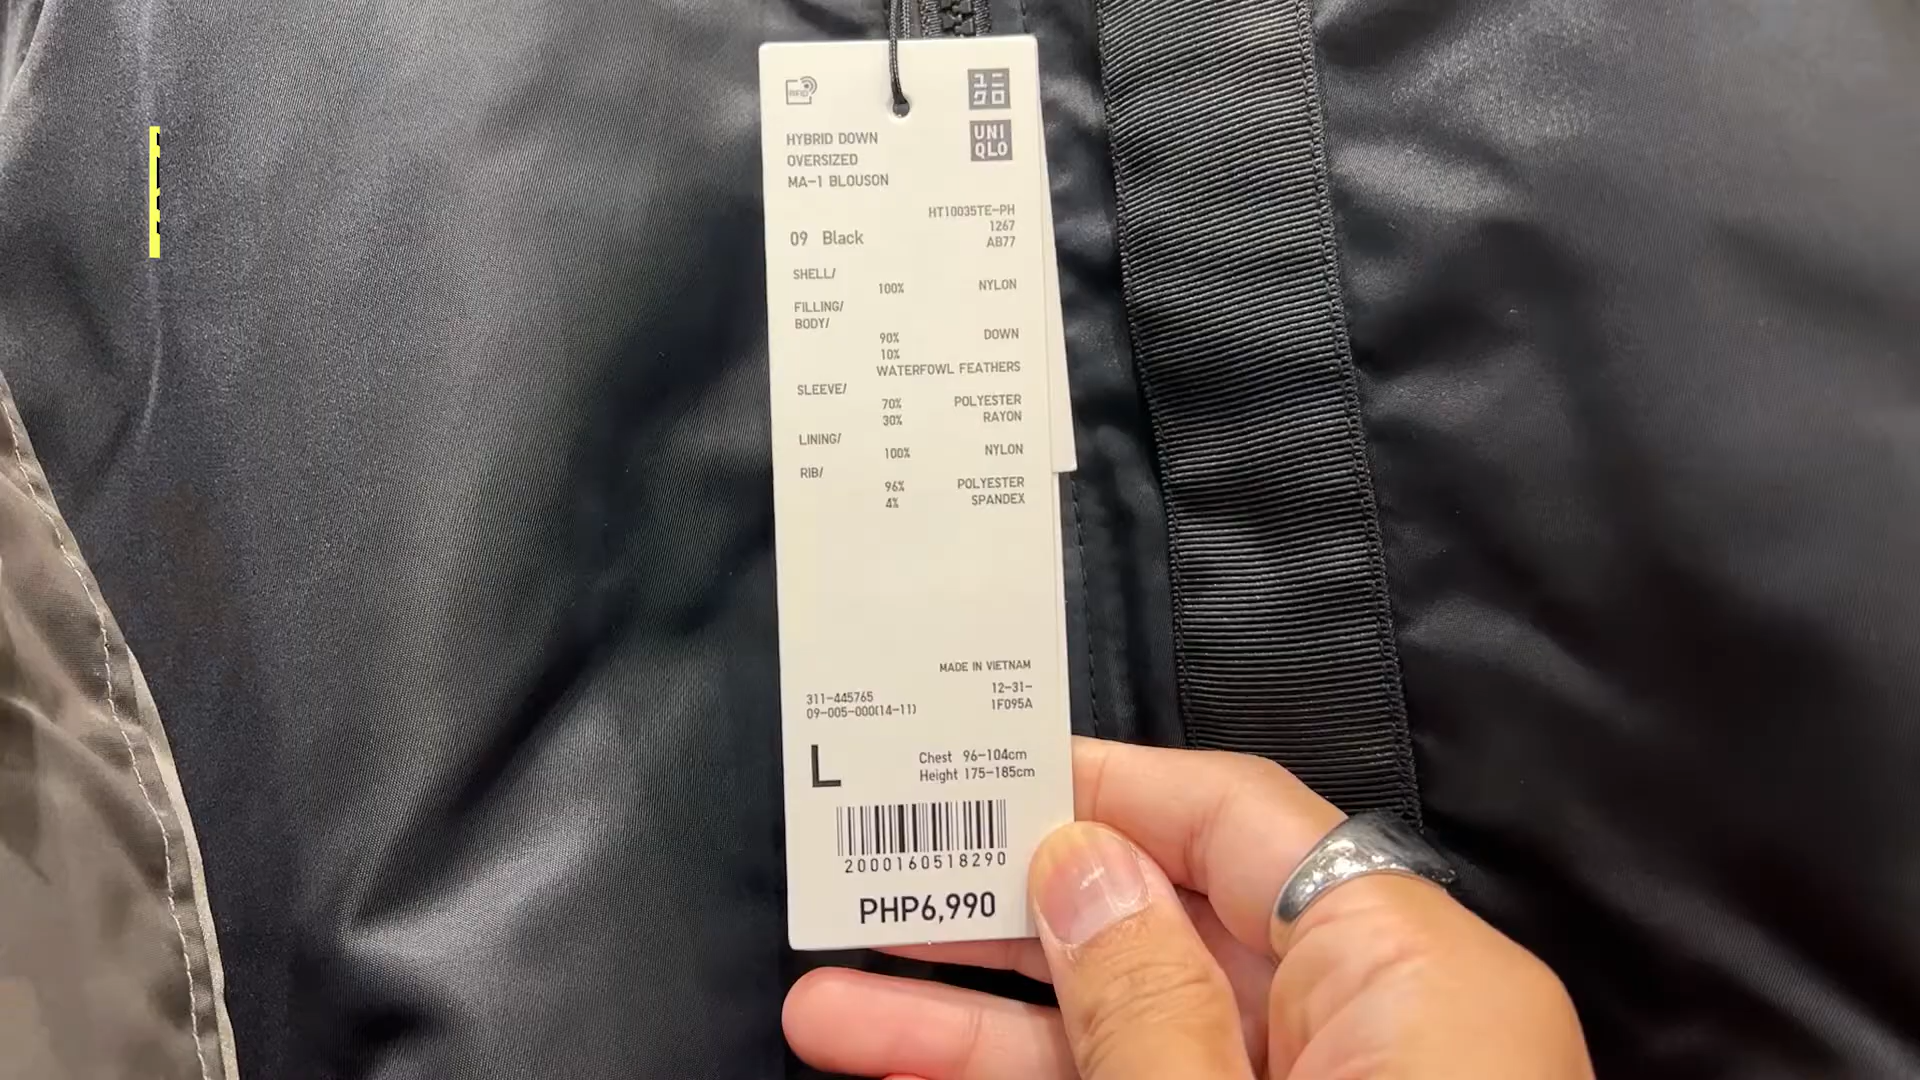 RFID
ユニ
クロ
UNI
QLO
HYBRID DOWN
OVERSIZED
MA-1 BLOUSON
HT10035TE-PH
1267
AB77
09 Black
SHELL/
100% NYLON
FILLING/
BODY/
90% DOWN
10%
WATERFOWL FEATHERS
SLEEVE/
70% POLYESTER
30% RAYON
LINING/
100% NYLON
RIB/
96% POLYESTER
4% SPANDEX
MADE IN VIETNAM
311-445765 12-31-
09-005-000(14-11) 1F095A
L
Chest 96-104cm
Height 175-185cm
2000160518290
PHP6,990